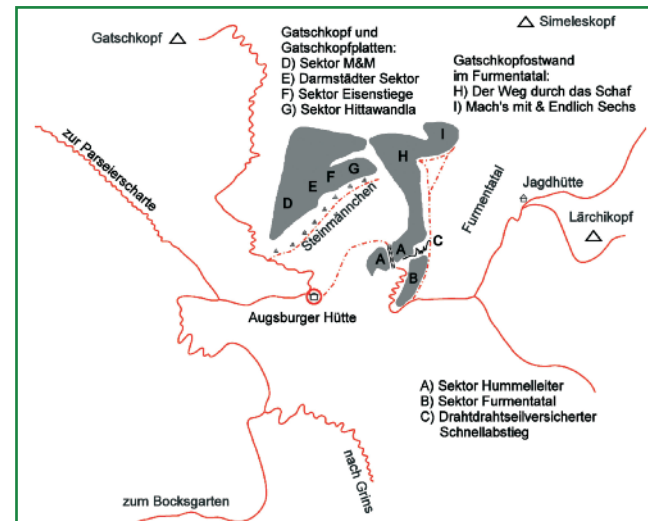 Gatschkopf
Simeleskopf
Gatschkopf und
Gatschkopfplatten:
D) Sektor M&M
E) Darmstädter Sektor
F) Sektor Eisenstiege
G) Sektor Hittawandla
Gatschkopfostwand
im Furmentatal:
H) Der Weg durch das Schaf
I) Mach's mit & Endlich Sechs
zur Parseierscharte
I
H
G
F
E
D
Steinmännchen
Furmentatal
Jagdhütte
Lärchikopf
C
A
A
B
Augsburger Hütte
A) Sektor Hummelleiter
B) Sektor Furmentatal
C) Drahtdrahtseilversicherter
Schnellabstieg
nach Grins
zum Bocksgarten